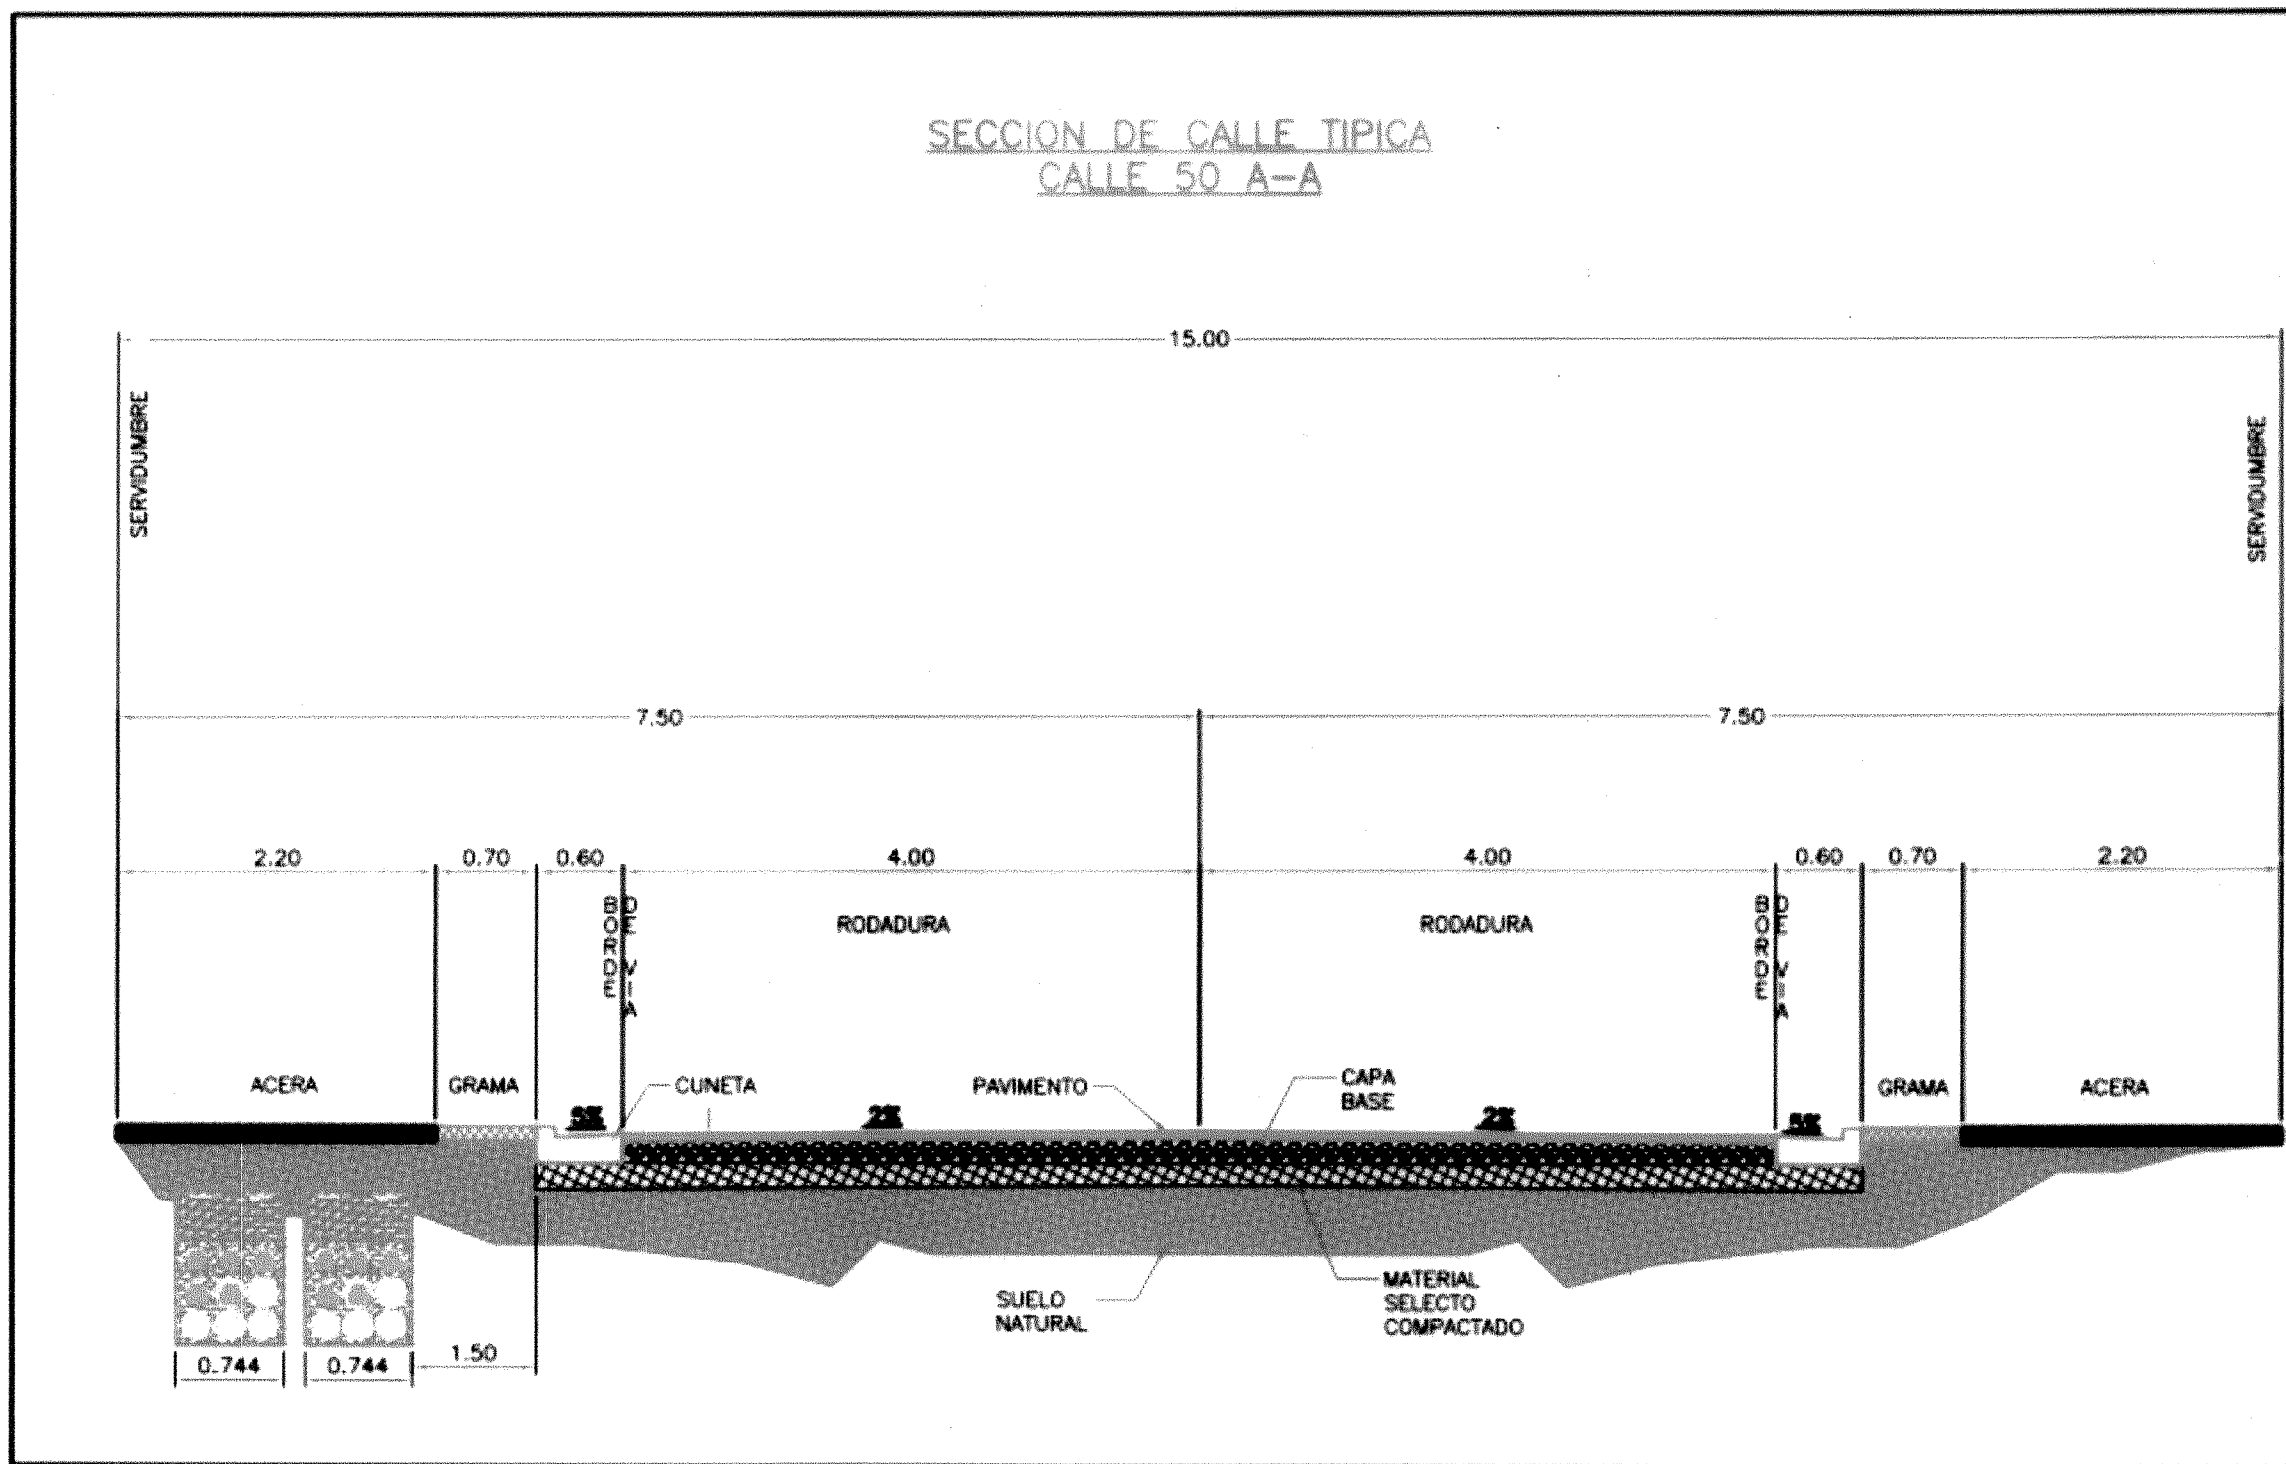 SECCION DE CALLE TIPICA
CALLE 50 A-A
15.00
SERVIDUMBRE
SERVIDUMBRE
7.50
7.50
2.20
0.70
0.60
4.00
4.00
0.60
0.70
2.20
BORDE
DE VIA
RODADURA
RODADURA
BORDE
DE VIA
ACERA
GRAMA
CUNETA
PAVIMENTO
CAPA
BASE
GRAMA
ACERA
5%
2%
2%
5%
SUELO
NATURAL
MATERIAL
SELECTO
COMPACTADO
0.744
0.744
1.50